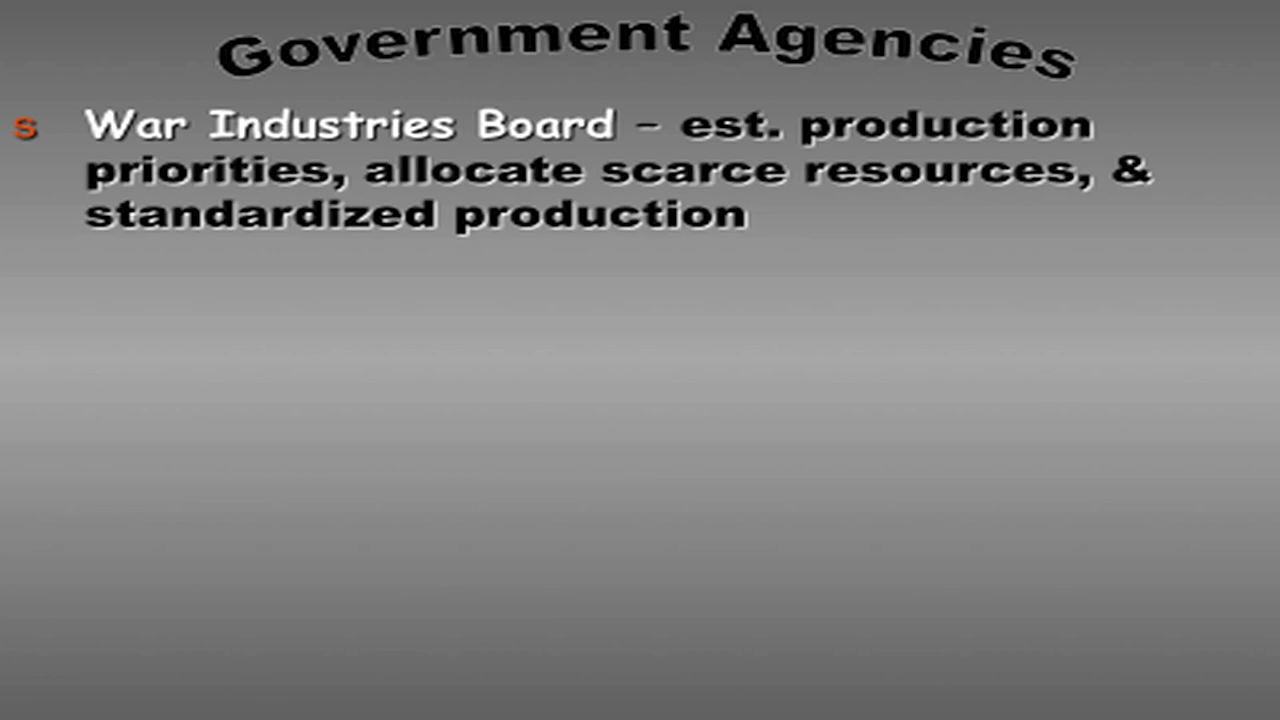 Government Agencies
s War Industries Board – est. production
priorities, allocate scarce resources, &
standardized production